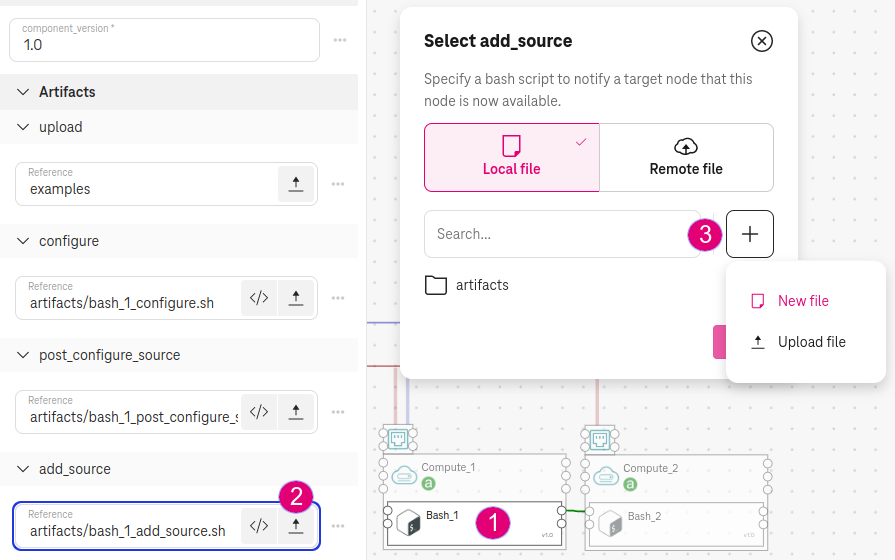 component_version *
1.0
Artifacts
upload
Reference
examples
configure
Reference
artifacts/bash_1_configure.sh
</>
post_configure_source
Reference
artifacts/bash_1_post_configure_s
</>
add_source
2
Reference
artifacts/bash_1_add_source.sh
</>
Select add_source
Specify a bash script to notify a target node that this
node is now available.
Local file
Remote file
Search...
3
artifacts
New file
Upload file
Compute_1
a
Bash_1
1
v1.0
Compute_2
a
Bash_2
v1.0